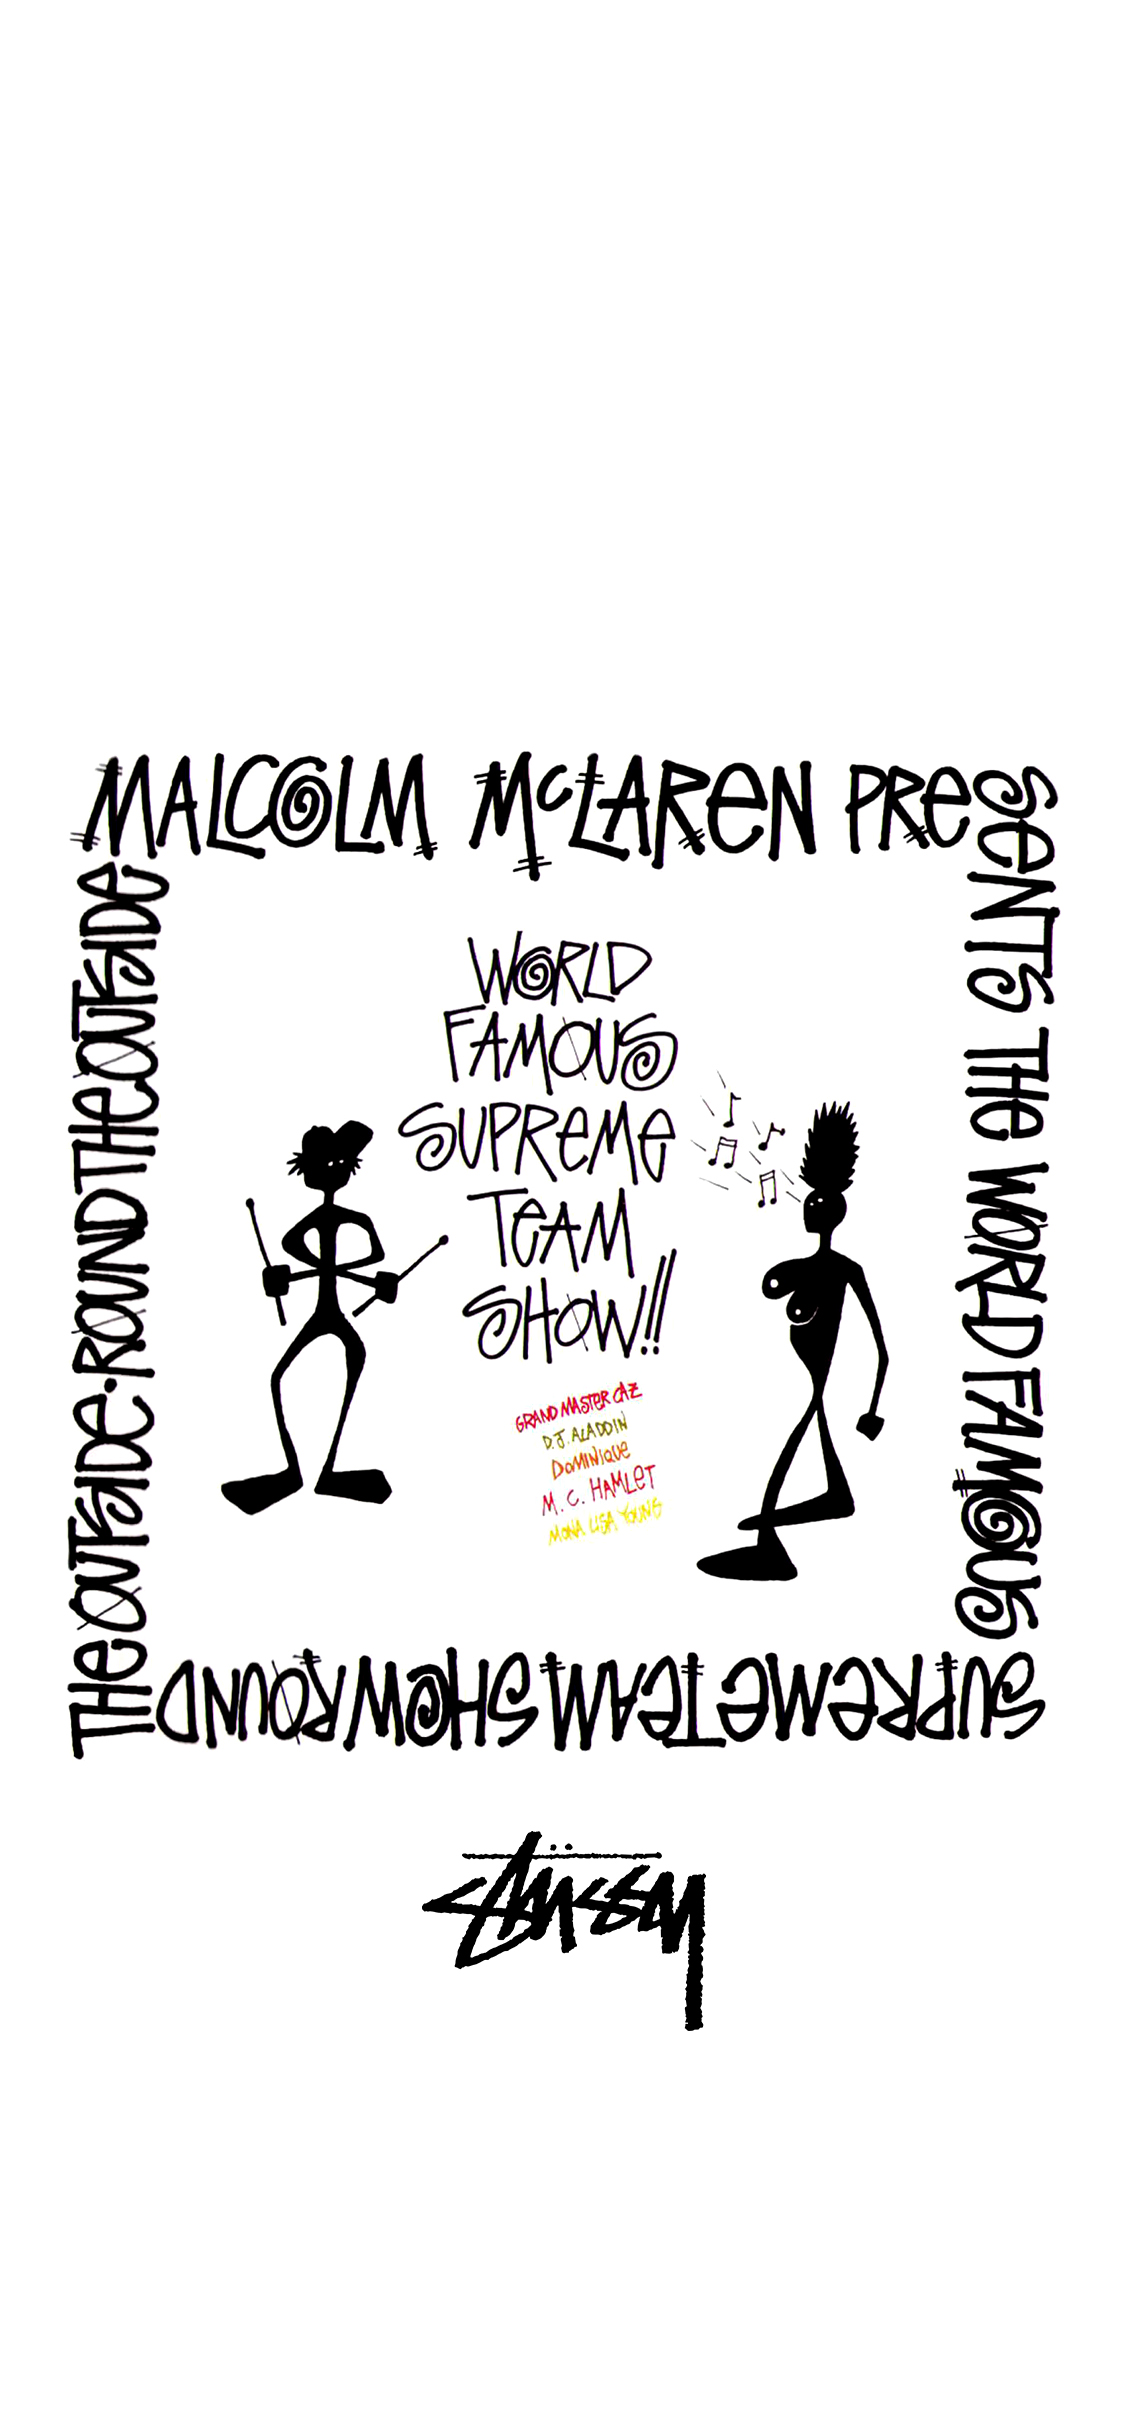 MALCOLM McLAREN PRESENTS THE WORLD FAMOUS SUPREME TEAM SHOW ROUND THE OUTSIDE·ROUND THE OUTSIDE
WORLD
FAMOUS
SUPREME
TEAM
SHOW!!
GRAND MASTER CAZ
D.J. ALADDIN
DOMINIQUE
M.C. HAMLET
MONA LISA YOUNG
STÜSSY